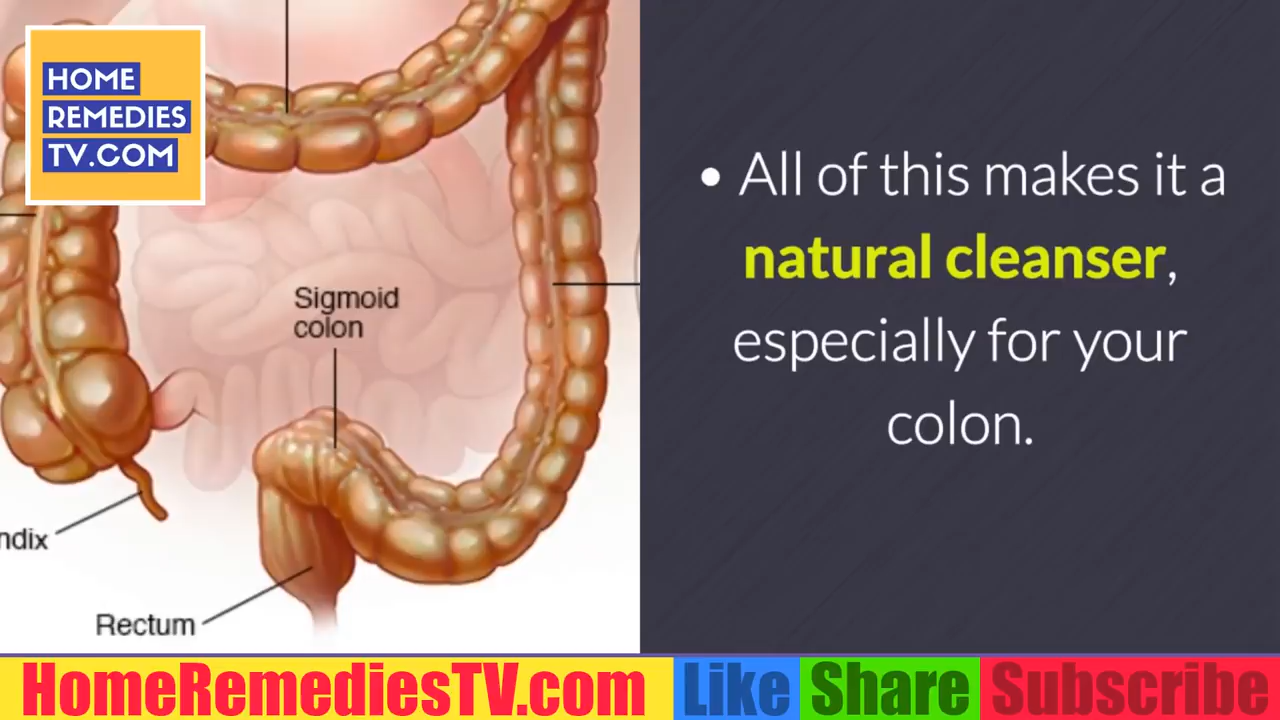 HOME
REMEDIES
TV.COM
Sigmoid
colon
ndix
Rectum
• All of this makes it a
natural cleanser,
especially for your
colon.
HomeRemediesTV.com Like Share Subscribe